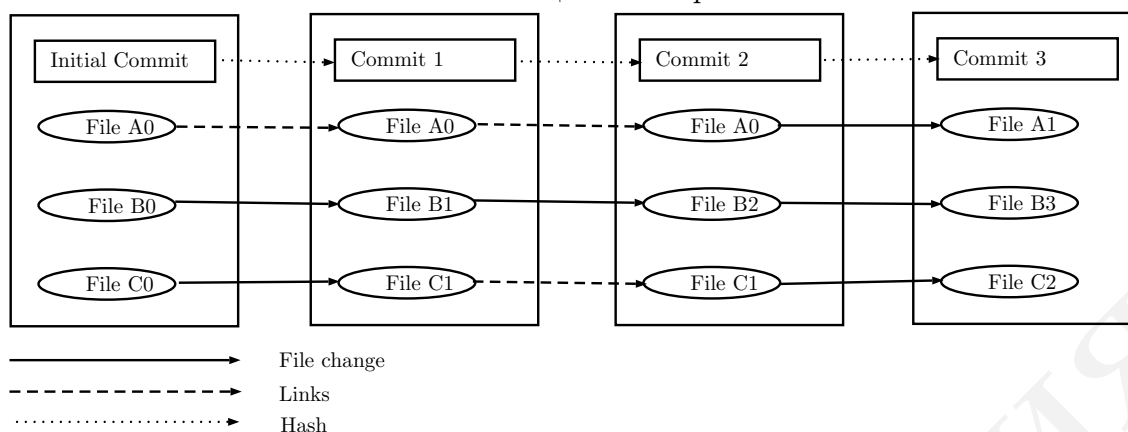 Initial Commit Commit 1 Commit 2 Commit 3
File A0 File A0 File A0 File A1
File B0 File B1 File B2 File B3
File C0 File C1 File C1 File C2
File change
Links
Hash